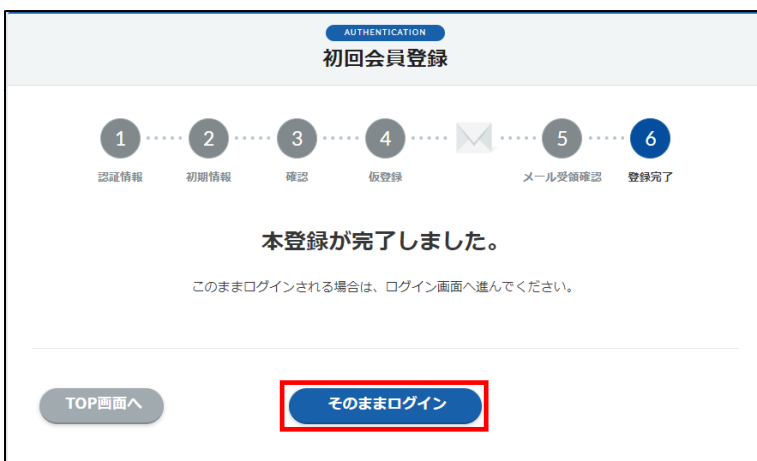 AUTHENTICATION
初回会員登録
1 2 3 4 5 6
認証情報 初期情報 確認 仮登録 メール受領確認 登録完了
本登録が完了しました。
このままログインされる場合は、ログイン画面へ進んでください。
TOP画面へ そのままログイン